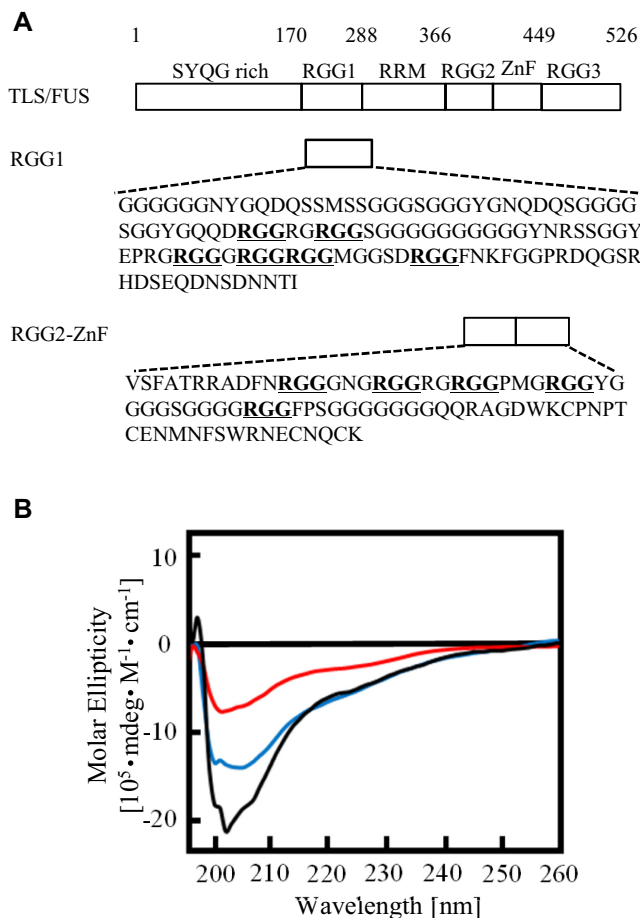 A
1 170 288 366 449 526
SYQG rich RGG1 RRM RGG2 ZnF RGG3
TLS/FUS
RGG1
GGGGGGNYGQDQSSMSSGGGSGGGYGNQDQSGGGG
SGGYGQQDRGGRGRGGSGGGGGGGGGGYNRSSGGY
EPRGRGGGRGGRGGMGGSDRGGFNKFGGPRDQGSR
HDSEQDNSDNNTI
RGG2-ZnF
VSFATRRADFNRGGGNGRGGRGRGGPMGRGGYG
GGGSGGGGRGGFPSGGGGGGGQQRAGDWKCPNPT
CENMNFSWRNECNQCK
B
10
0
-10
-20
Molar Ellipticity
[10⁵• mdeg• M⁻¹• cm⁻¹]
200 210 220 230 240 250 260
Wavelength [nm]